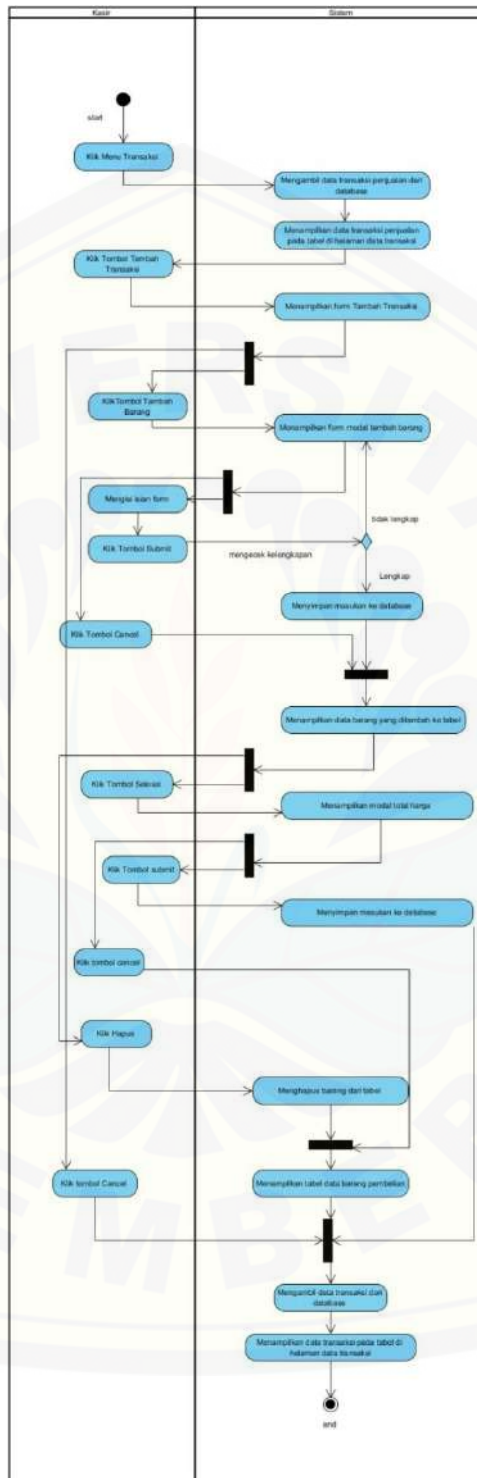 Kasir
Sistem
start
Klik Menu Transaksi
Mengambil data transaksi penjualan dari
database
Menampilkan data transaksi penjualan
pada tabel di halaman data transaksi
Klik Tombol Tambah
Transaksi
Menampilkan form Tambah Transaksi
KlikTombol Tambah
Barang
Menampilkan form modal tambah barang
Mengisi isian form
tidak lengkap
Klik Tombol Submit
mengecek kelengkapan
Lengkap
Menyimpan masukan ke database
Klik Tombol Cancel
Menampilkan data barang yang ditambah ke tabel
Klik Tombol Selesai
Menampilkan modal total harga
Klik Tombol submit
Menyimpan masukan ke database
Klik tombol cancel
Klik Hapus
Menghapus barang dari tabel
Klik tombol Cancel
Menampilkan tabel data barang pembelian
Mengambil data transaksi dari
database
Menampilkan data transaksi pada tabel di
halaman data transaksi
end